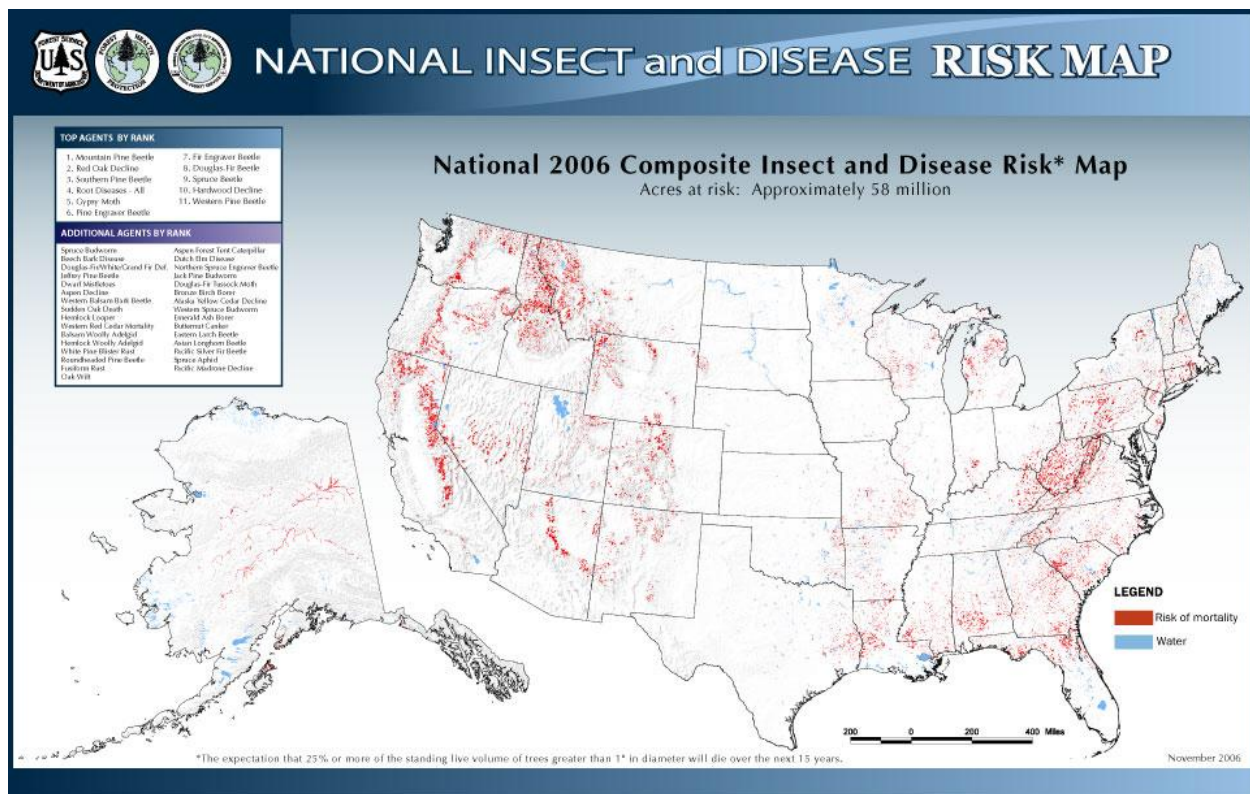 FOREST SERVICE
U S
DEPARTMENT OF AGRICULTURE
FOREST HEALTH
PROTECTION
NATIONAL INSECT and DISEASE RISK MAP
TOP AGENTS BY RANK
1. Mountain Pine Beetle
2. Red Oak Decline
3. Southern Pine Beetle
4. Root Diseases - All
5. Gypsy Moth
6. Pine Engraver Beetle
7. Fir Engraver Beetle
8. Douglas-Fir Beetle
9. Spruce Beetle
10. Hardwood Decline
11. Western Pine Beetle
ADDITIONAL AGENTS BY RANK
Spruce Budworm
Beech Bark Disease
Douglas-Fir/White/Grand Fir Def.
Jeffrey Pine Beetle
Dwarf Mistletoes
Aspen Decline
Western Balsam Bark Beetle
Sudden Oak Death
Hemlock Looper
Western Red Cedar Mortality
Balsam Woolly Adelgid
Hemlock Woolly Adelgid
White Pine Blister Rust
Roundheaded Pine Beetle
Fusiform Rust
Oak Wilt
Aspen Forest Tent Caterpillar
Dutch Elm Disease
Northern Spruce Engraver Beetle
Jack Pine Budworm
Douglas-Fir Tussock Moth
Bronze Birch Borer
Alaska Yellow Cedar Decline
Western Spruce Budworm
Emerald Ash Borer
Butternut Canker
Eastern Larch Beetle
Asian Longhorn Beetle
Pacific Silver Fir Beetle
Spruce Aphid
Pacific Madrone Decline
National 2006 Composite Insect and Disease Risk* Map
Acres at risk: Approximately 58 million
LEGEND
Risk of mortality
Water
200 0 200 400 Miles
*The expectation that 25% or more of the standing live volume of trees greater than 1" in diameter will die over the next 15 years.
November 2006